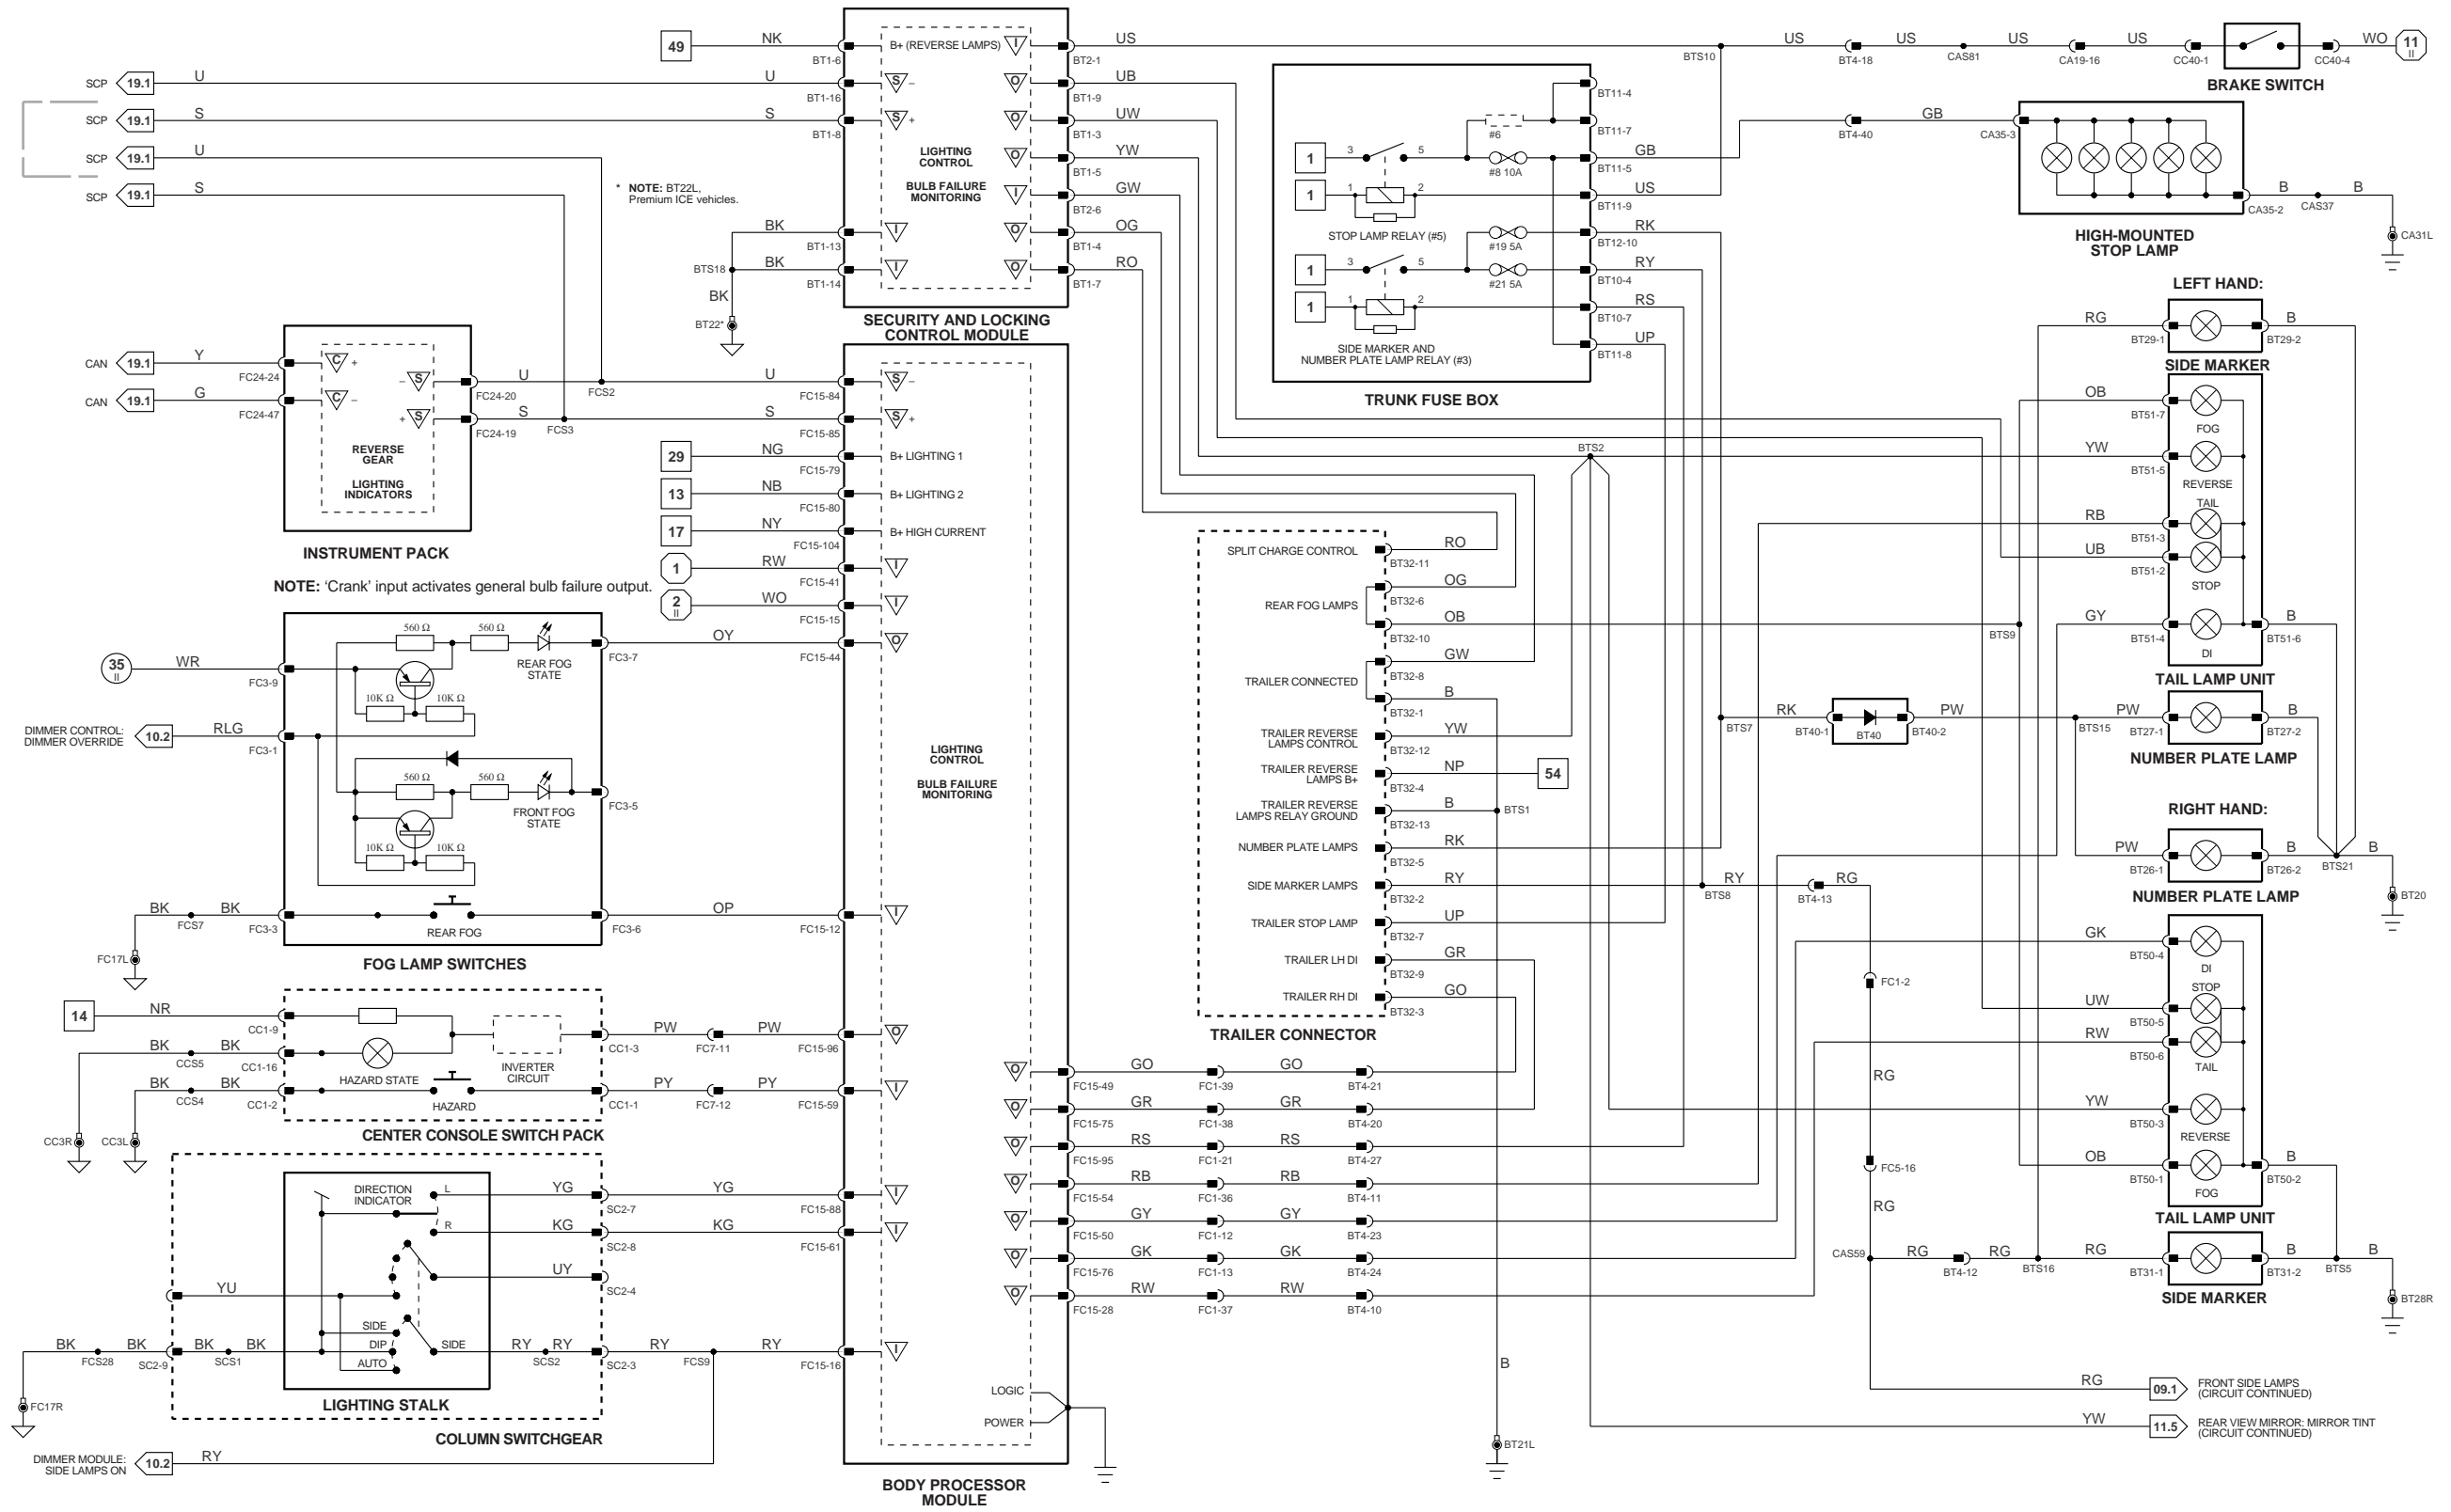 49
NK
BT1-6
B+ (REVERSE LAMPS)
I
BT2-1
US
BTS10
US
BT4-18
US
CAS81
US
CA19-16
US
CC40-1
CC40-4
WO
11
II
BRAKE SWITCH
SCP
19.1
U
U
BT1-16
S
–
O
BT1-9
UB
SCP
19.1
S
S
BT1-8
S
+
O
BT1-3
UW
SCP
19.1
U
LIGHTING
CONTROL
O
BT1-5
YW
SCP
19.1
S
* NOTE: BT22L,
Premium ICE vehicles.
BULB FAILURE
MONITORING
I
BT2-6
GW
BK
BT1-13
I
O
BT1-4
OG
BTS18
BK
BT1-14
I
O
BT1-7
RO
BK
BT22*
SECURITY AND LOCKING
CONTROL MODULE
BT11-4
#6
BT11-7
1
3
5
#8 10A
BT11-5
GB
BT4-40
GB
CA35-3
1
1
2
BT11-9
US
STOP LAMP RELAY (#5)
#19 5A
BT12-10
RK
1
3
5
#21 5A
BT10-4
RY
1
1
2
BT10-7
RS
SIDE MARKER AND
NUMBER PLATE LAMP RELAY (#3)
UP
BT11-8
TRUNK FUSE BOX
CA35-2
B
CAS37
B
CA31L
HIGH-MOUNTED
STOP LAMP
LEFT HAND:
RG
BT29-1
BT29-2
B
SIDE MARKER
OB
BT51-7
FOG
YW
BT51-5
REVERSE
TAIL
RB
BT51-3
UB
BT51-2
STOP
GY
BT51-4
DI
BT51-6
B
TAIL LAMP UNIT
CAN
19.1
Y
FC24-24
C
+
CAN
19.1
G
FC24-47
C
–
–
S
FC24-20
U
FCS2
U
FC15-84
S
–
+
S
FC24-19
S
FCS3
S
FC15-85
S
+
REVERSE
GEAR
LIGHTING
INDICATORS
INSTRUMENT PACK
29
NG
FC15-79
B+ LIGHTING 1
13
NB
FC15-80
B+ LIGHTING 2
17
NY
FC15-104
B+ HIGH CURRENT
1
RW
FC15-41
I
2
II
WO
FC15-15
I
NOTE: ‘Crank’ input activates general bulb failure output.
560 Ω
560 Ω
REAR FOG
STATE
FC3-7
OY
FC15-44
O
35
II
WR
FC3-9
10K Ω
10K Ω
DIMMER CONTROL:
DIMMER OVERRIDE
10.2
RLG
FC3-1
560 Ω
560 Ω
FRONT FOG
STATE
FC3-5
10K Ω
10K Ω
BK
FCS7
BK
FC3-3
REAR FOG
FC3-6
OP
FC15-12
I
FC17L
FOG LAMP SWITCHES
LIGHTING
CONTROL
BULB FAILURE
MONITORING
BTS2
SPLIT CHARGE CONTROL
BT32-11
RO
REAR FOG LAMPS
BT32-6
OG
BT32-10
OB
BTS9
TRAILER CONNECTED
BT32-8
GW
BT32-1
B
TRAILER REVERSE
LAMPS CONTROL
BT32-12
YW
TRAILER REVERSE
LAMPS B+
BT32-4
NP
54
TRAILER REVERSE
LAMPS RELAY GROUND
BT32-13
B
BTS1
NUMBER PLATE LAMPS
BT32-5
RK
SIDE MARKER LAMPS
BT32-2
RY
BTS8
RY
BT4-13
RG
TRAILER STOP LAMP
BT32-7
UP
TRAILER LH DI
BT32-9
GR
TRAILER RH DI
BT32-3
GO
TRAILER CONNECTOR
BTS7
RK
BT40-1
BT40
BT40-2
PW
BTS15
PW
BT27-1
BT27-2
B
NUMBER PLATE LAMP
RIGHT HAND:
PW
BT26-1
BT26-2
B
BTS21
B
BT20
NUMBER PLATE LAMP
FC1-2
RG
FC5-16
RG
GK
BT50-4
DI
STOP
UW
BT50-5
RW
BT50-6
TAIL
YW
BT50-3
REVERSE
OB
BT50-1
FOG
BT50-2
B
TAIL LAMP UNIT
CAS59
RG
BT4-12
RG
BTS16
RG
BT31-1
BT31-2
B
BTS5
B
BT28R
SIDE MARKER
14
NR
CC1-9
BK
CCS5
BK
CC1-16
HAZARD STATE
INVERTER
CIRCUIT
CC1-3
PW
FC7-11
PW
FC15-96
O
BK
CCS4
BK
CC1-2
HAZARD
CC1-1
PY
FC7-12
PY
FC15-59
I
CC3R
CC3L
CENTER CONSOLE SWITCH PACK
O
FC15-49
GO
FC1-39
GO
BT4-21
O
FC15-75
GR
FC1-38
GR
BT4-20
O
FC15-95
RS
FC1-21
RS
BT4-27
O
FC15-54
RB
FC1-36
RB
BT4-11
O
FC15-50
GY
FC1-12
GY
BT4-23
O
FC15-76
GK
FC1-13
GK
BT4-24
O
FC15-28
RW
FC1-37
RW
BT4-10
DIRECTION
INDICATOR
L
YG
SC2-7
YG
FC15-88
I
R
KG
SC2-8
KG
FC15-61
I
UY
SC2-4
YU
SIDE
DIP
AUTO
SIDE
BK
FCS28
BK
SC2-9
BK
SCS1
BK
RY
SCS2
RY
SC2-3
RY
FCS9
RY
FC15-16
I
FC17R
LIGHTING STALK
COLUMN SWITCHGEAR
DIMMER MODULE:
SIDE LAMPS ON
10.2
RY
LOGIC
POWER
BODY PROCESSOR
MODULE
B
BT21L
RG
09.1
FRONT SIDE LAMPS
(CIRCUIT CONTINUED)
YW
11.5
REAR VIEW MIRROR: MIRROR TINT
(CIRCUIT CONTINUED)